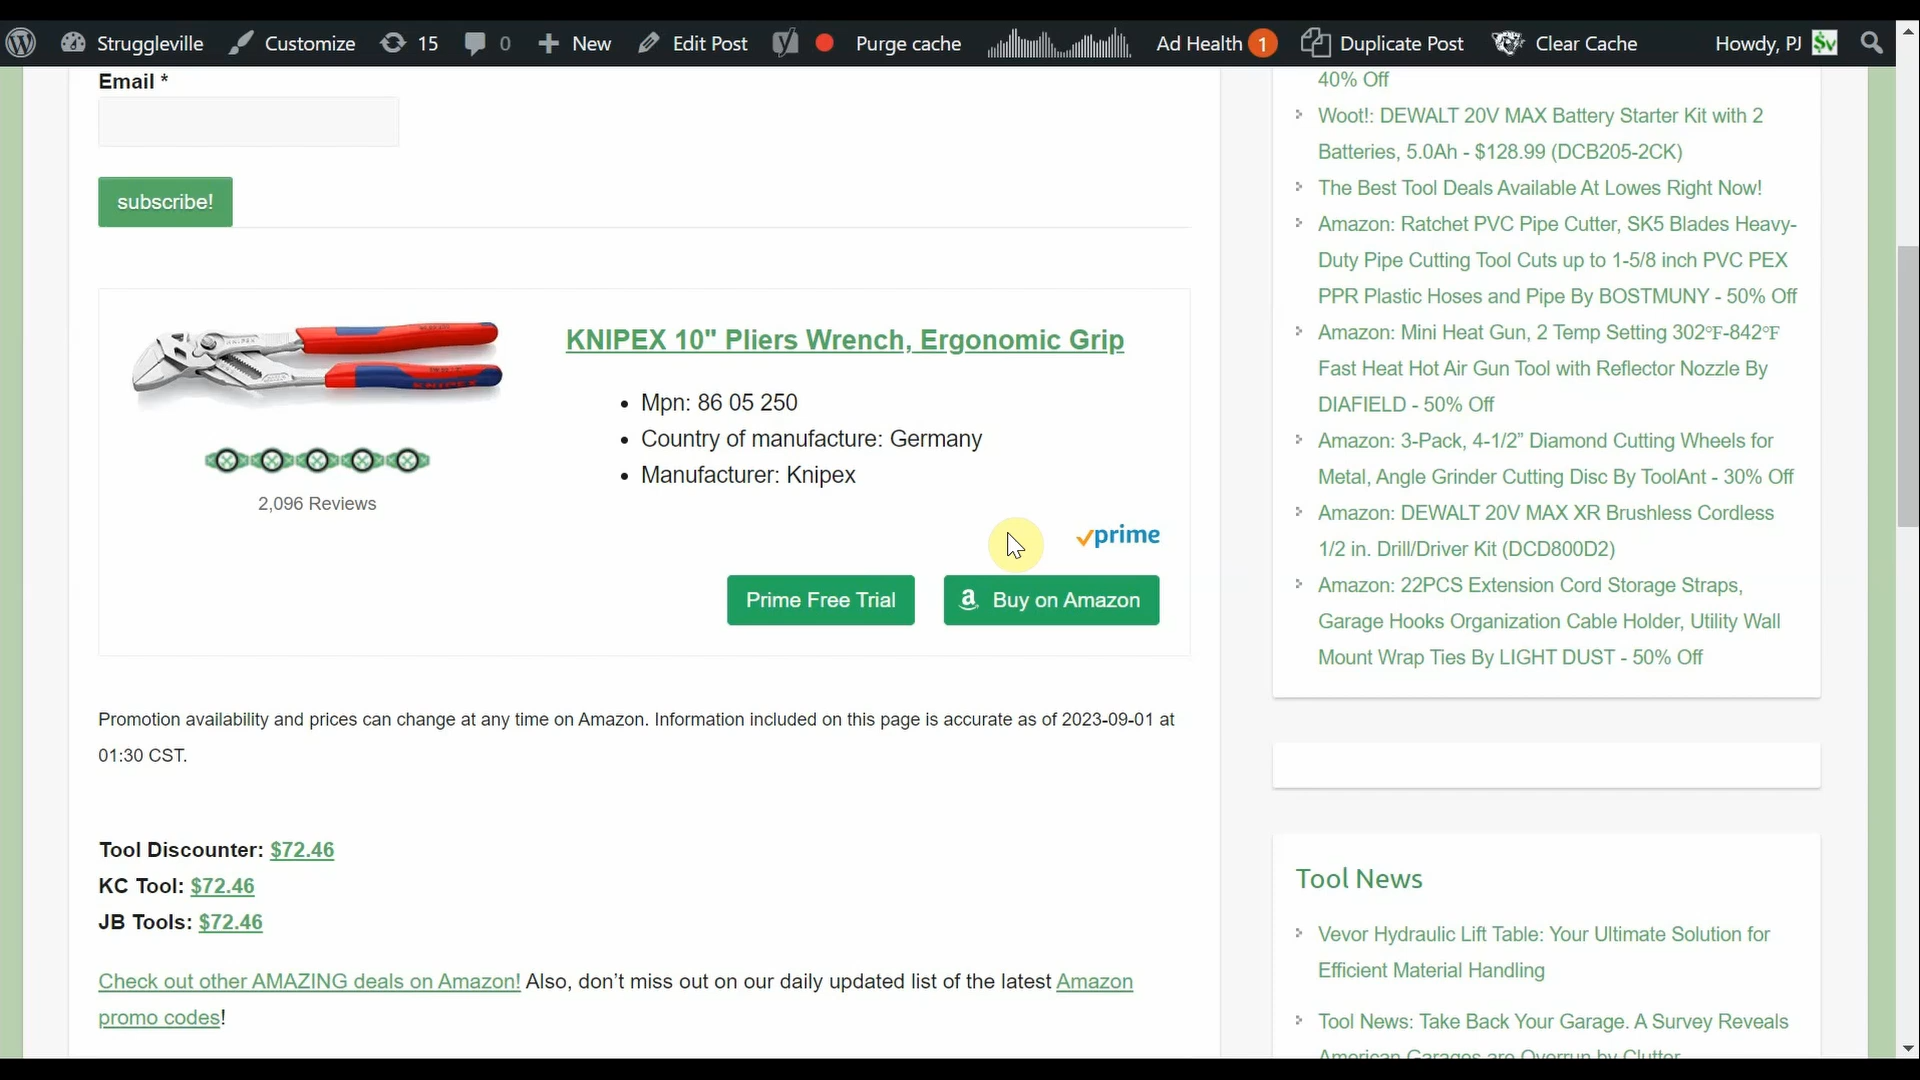 Struggleville Customize 15 0 New Edit Post Purge cache Ad Health 1 Duplicate Post Clear Cache Howdy, PJ $v
Email *
subscribe!
KNIPEX
KNIPEX
2,096 Reviews
KNIPEX 10" Pliers Wrench, Ergonomic Grip
• Mpn: 86 05 250
• Country of manufacture: Germany
• Manufacturer: Knipex
prime
Prime Free Trial
a Buy on Amazon
Promotion availability and prices can change at any time on Amazon. Information included on this page is accurate as of 2023-09-01 at
01:30 CST.
Tool Discounter: $72.46
KC Tool: $72.46
JB Tools: $72.46
Check out other AMAZING deals on Amazon! Also, don’t miss out on our daily updated list of the latest Amazon
promo codes!
40% Off
Woot!: DEWALT 20V MAX Battery Starter Kit with 2
Batteries, 5.0Ah - $128.99 (DCB205-2CK)
The Best Tool Deals Available At Lowes Right Now!
Amazon: Ratchet PVC Pipe Cutter, SK5 Blades Heavy-
Duty Pipe Cutting Tool Cuts up to 1-5/8 inch PVC PEX
PPR Plastic Hoses and Pipe By BOSTMUNY - 50% Off
Amazon: Mini Heat Gun, 2 Temp Setting 302℉-842℉
Fast Heat Hot Air Gun Tool with Reflector Nozzle By
DIAFIELD - 50% Off
Amazon: 3-Pack, 4-1/2” Diamond Cutting Wheels for
Metal, Angle Grinder Cutting Disc By ToolAnt - 30% Off
Amazon: DEWALT 20V MAX XR Brushless Cordless
1/2 in. Drill/Driver Kit (DCD800D2)
Amazon: 22PCS Extension Cord Storage Straps,
Garage Hooks Organization Cable Holder, Utility Wall
Mount Wrap Ties By LIGHT DUST - 50% Off
Tool News
Vevor Hydraulic Lift Table: Your Ultimate Solution for
Efficient Material Handling
Tool News: Take Back Your Garage. A Survey Reveals
American Garages are Overrun by Clutter